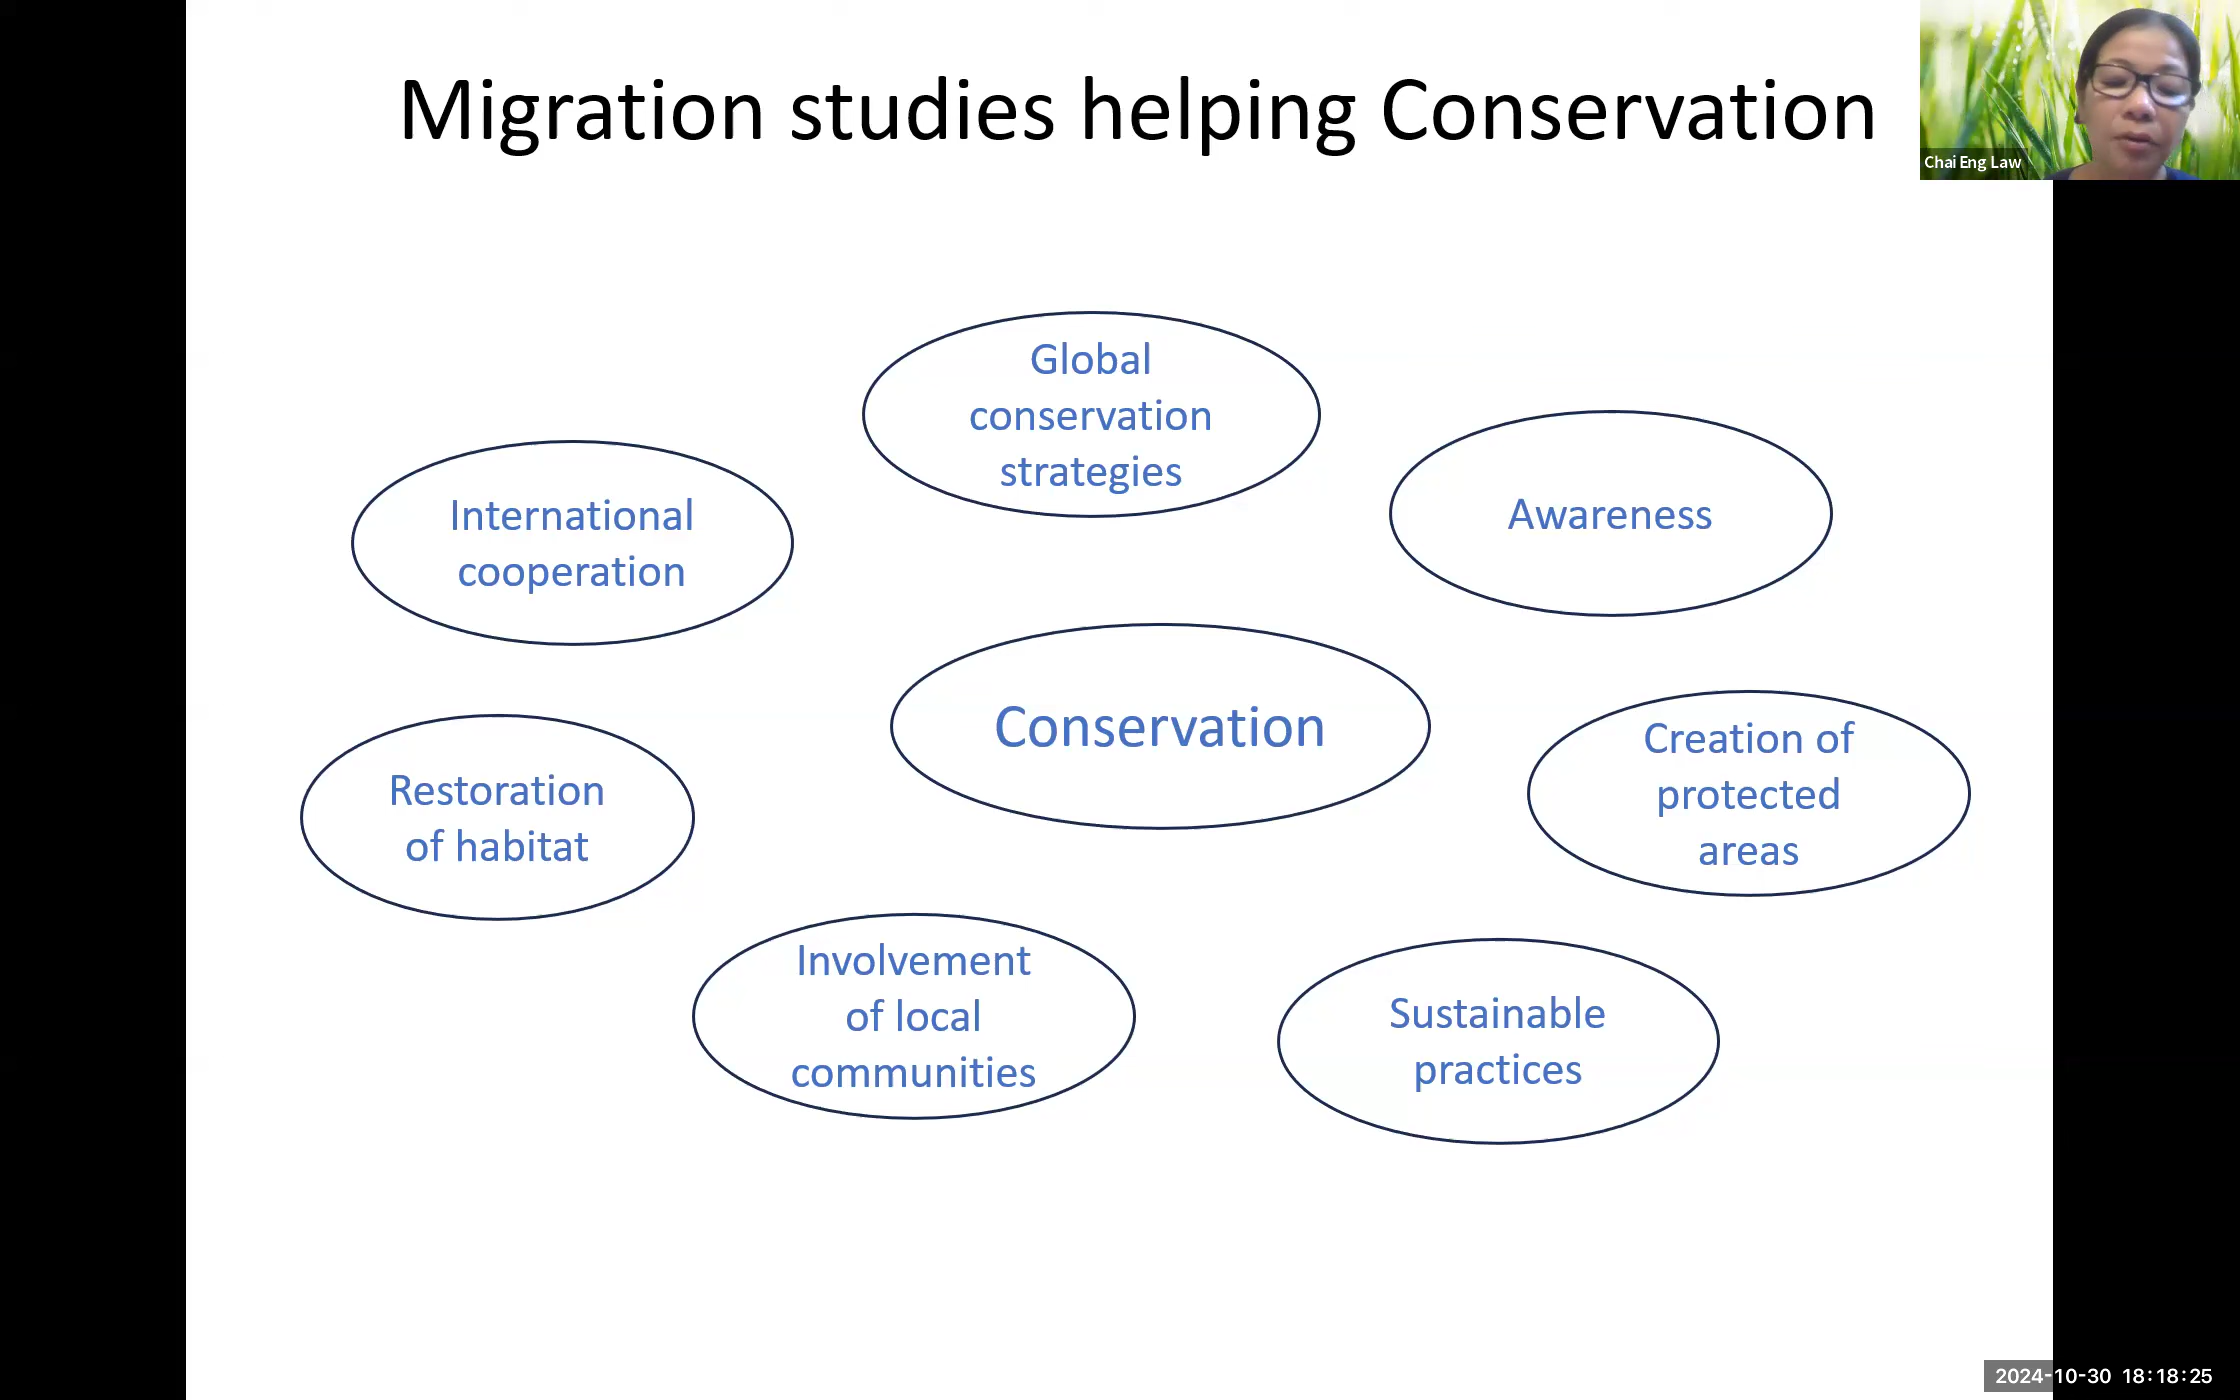 Migration studies helping Conservation
Chai Eng Law
Global
conservation
strategies
International
cooperation
Awareness
Conservation
Restoration
of habitat
Creation of
protected
areas
Involvement
of local
communities
Sustainable
practices
2024-10-30 18:18:25